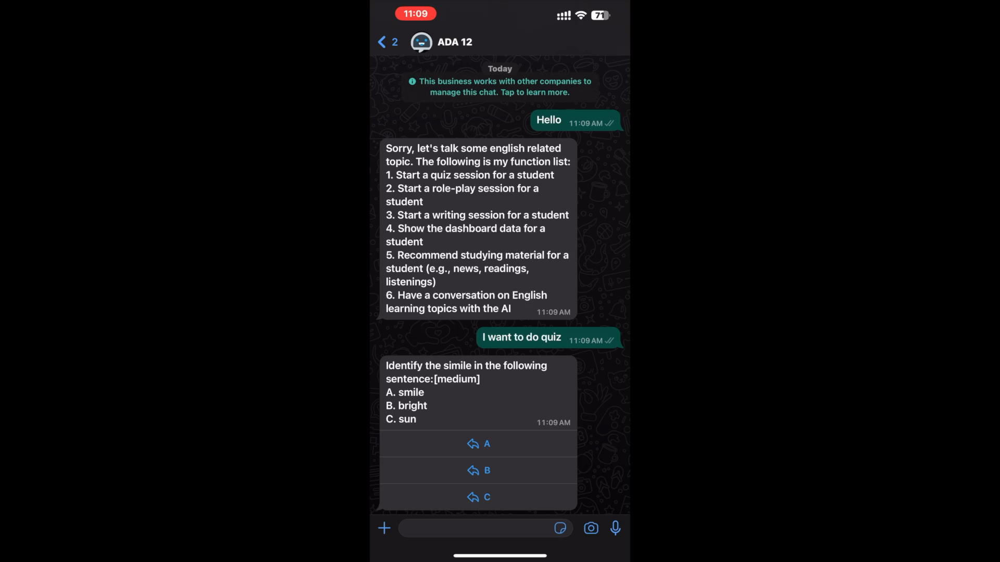 11:09
71
2
ADA 12
Today
This business works with other companies to
manage this chat. Tap to learn more.
Hello 11:09 AM
Sorry, let's talk some english related
topic. The following is my function list:
1. Start a quiz session for a student
2. Start a role-play session for a
student
3. Start a writing session for a student
4. Show the dashboard data for a
student
5. Recommend studying material for a
student (e.g., news, readings,
listenings)
6. Have a conversation on English
learning topics with the AI 11:09 AM
I want to do quiz 11:09 AM
Identify the simile in the following
sentence:[medium]
A. smile
B. bright
C. sun 11:09 AM
A
B
C